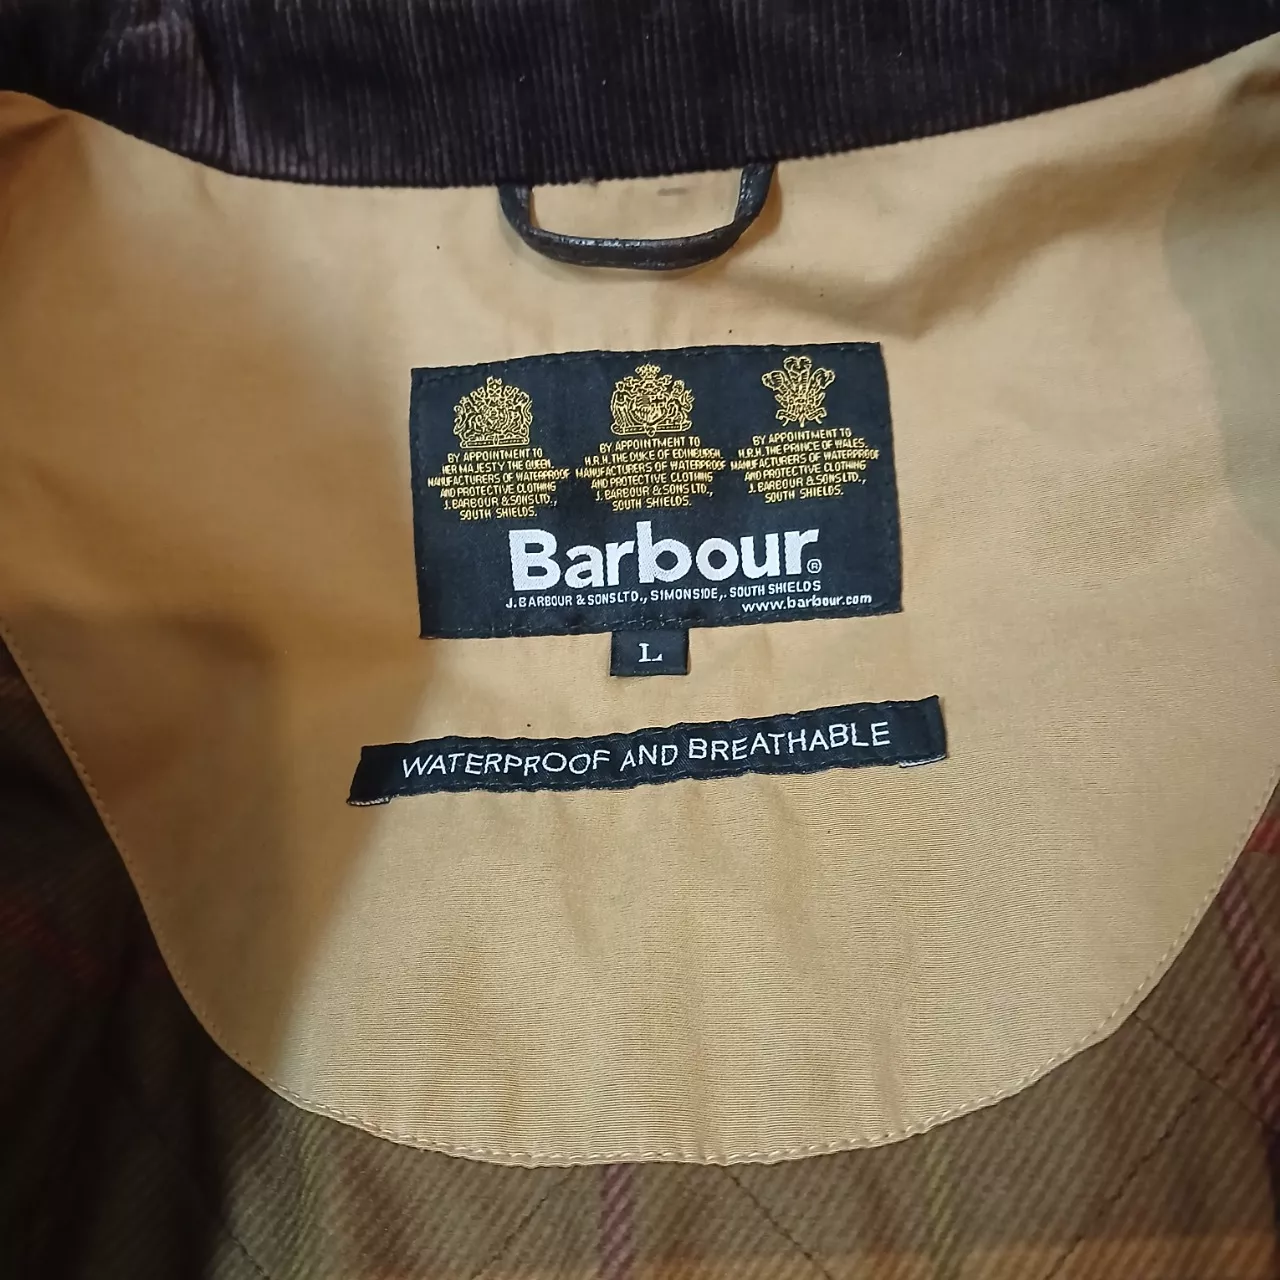 BY APPOINTMENT TO
HER MAJESTY THE QUEEN,
MANUFACTURERS OF WATERPROOF
AND PROTECTIVE CLOTHING
J. BARBOUR & SONS LTD.,
SOUTH SHIELDS.
BY APPOINTMENT TO
H.R.H. THE DUKE OF EDINBURGH,
MANUFACTURERS OF WATERPROOF
AND PROTECTIVE CLOTHING
J. BARBOUR & SONS LTD.,
SOUTH SHIELDS.
BY APPOINTMENT TO
H.R.H. THE PRINCE OF WALES,
MANUFACTURERS OF WATERPROOF
AND PROTECTIVE CLOTHING
J. BARBOUR & SONS LTD.,
SOUTH SHIELDS.
Barbour®
J. BARBOUR & SONS LTD., SIMONSIDE,. SOUTH SHIELDS
www.barbour.com
L
WATERPROOF AND BREATHABLE